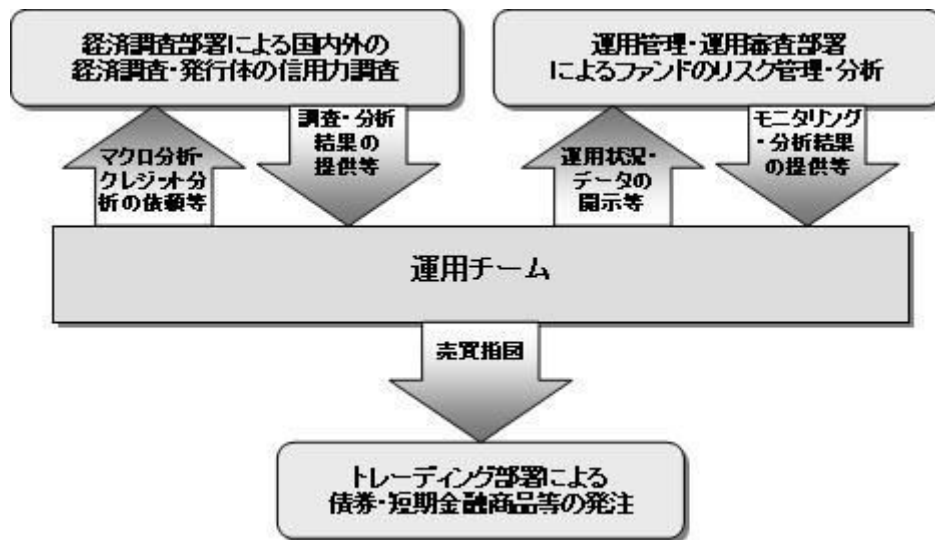 経済調査部署による国内外の
経済調査・発行体の信用力調査
運用管理・運用審査部署
によるファンドのリスク管理・分析
マクロ分析・
クレジット分
析の依頼等
調査・分析
結果の
提供等
運用状況・
データの
開示等
モニタリング
・分析結果
の提供等
運用チーム
売買指図
トレーディング部署による
債券・短期金融商品等の発注